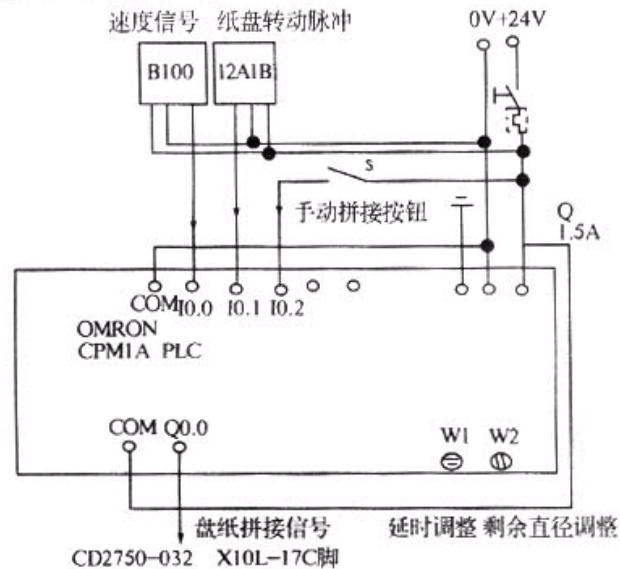 速度信号 纸盘转动脉冲 0V+24V
B100 12A1B
S
手动拼接按钮
Q
1.5A
COM I0.0 I0.1 I0.2
OMRON
CPM1A PLC
COM Q0.0
W1 W2
盘纸拼接信号 延时调整 剩余直径调整
CD2750-032 X10L-17C脚